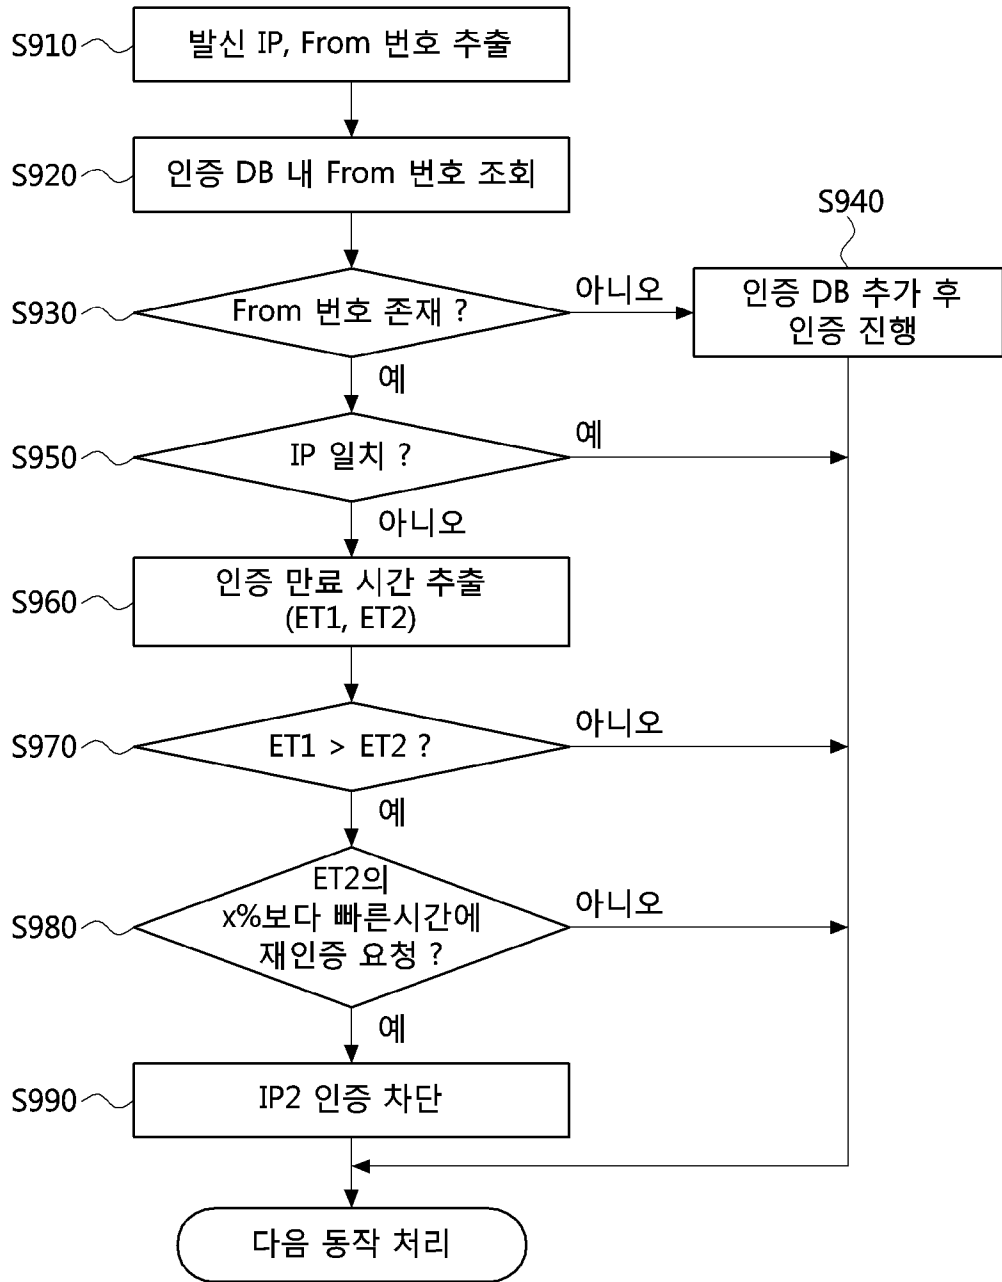 S910
발신 IP, From 번호 추출
S920
인증 DB 내 From 번호 조회
S940
S930
From 번호 존재 ?
아니오
인증 DB 추가 후
인증 진행
예
S950
IP 일치 ?
예
아니오
S960
인증 만료 시간 추출
(ET1, ET2)
S970
ET1 > ET2 ?
아니오
예
S980
ET2의
x%보다 빠른시간에
재인증 요청 ?
아니오
예
S990
IP2 인증 차단
다음 동작 처리